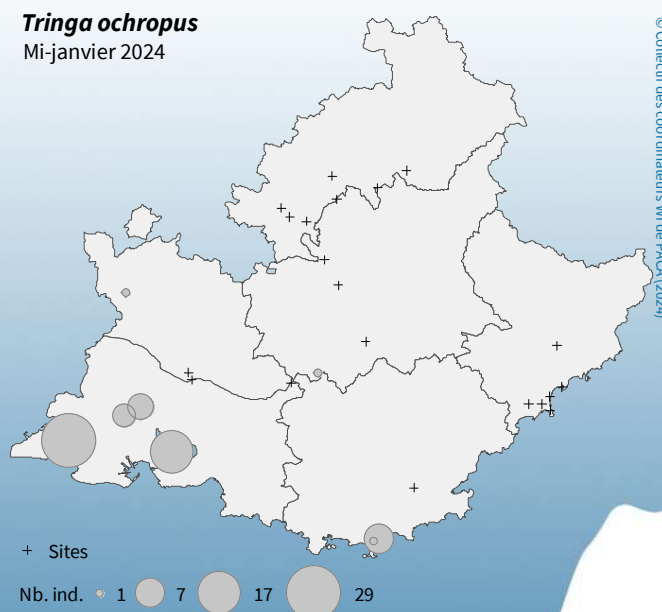 Tringa ochropus
Mi-janvier 2024
© Collectif des coordinateurs WI de PACA (2024)
+ Sites
Nb. ind. 1 7 17 29